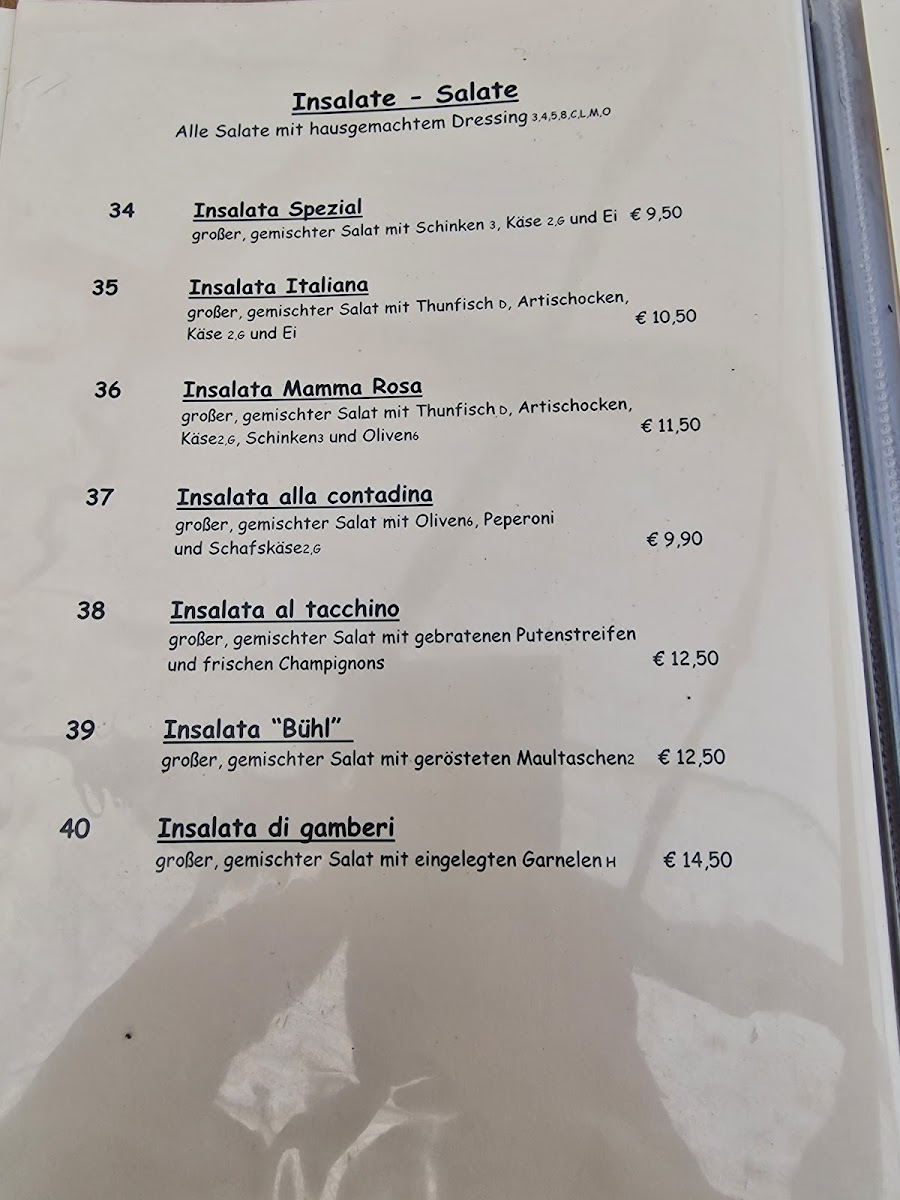 Insalate - Salate
Alle Salate mit hausgemachtem Dressing 3,4,5,8,C,L,M,O
34 Insalata Spezial
großer, gemischter Salat mit Schinken 3, Käse 2,G und Ei € 9,50
35 Insalata Italiana
großer, gemischter Salat mit Thunfisch D, Artischocken,
Käse 2,G und Ei € 10,50
36 Insalata Mamma Rosa
großer, gemischter Salat mit Thunfisch D, Artischocken,
Käse2,G, Schinken3 und Oliven6 € 11,50
37 Insalata alla contadina
großer, gemischter Salat mit Oliven6, Peperoni
und Schafskäse2,G € 9,90
38 Insalata al tacchino
großer, gemischter Salat mit gebratenen Putenstreifen
und frischen Champignons € 12,50
39 Insalata “Bühl”
großer, gemischter Salat mit gerösteten Maultaschen2 € 12,50
40 Insalata di gamberi
großer, gemischter Salat mit eingelegten Garnelen H € 14,50